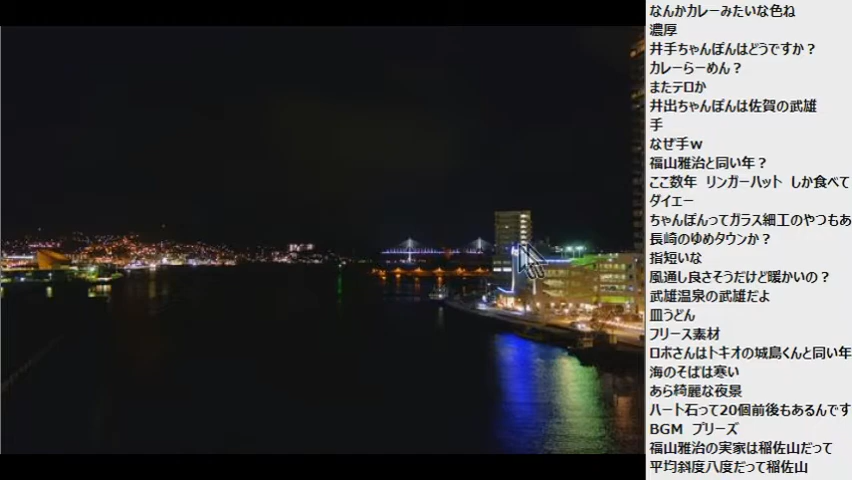 なんかカレーみたいな色ね
濃厚
井手ちゃんぽんはどうですか？
カレーらーめん？
またテロか
井出ちゃんぽんは佐賀の武雄
手
なぜ手ｗ
福山雅治と同い年？
ここ数年　リンガーハット　しか食べて
ダイエー
ちゃんぽんってガラス細工のやつもあ
長崎のゆめタウンか？
指短いな
風通し良さそうだけど暖かいの？
武雄温泉の武雄だよ
皿うどん
フリース素材
ロボさんはトキオの城島くんと同い年
海のそばは寒い
あら綺麗な夜景
ハート石って20個前後もあるんです
BGM　プリーズ
福山雅治の実家は稲佐山だって
平均斜度八度だって稲佐山